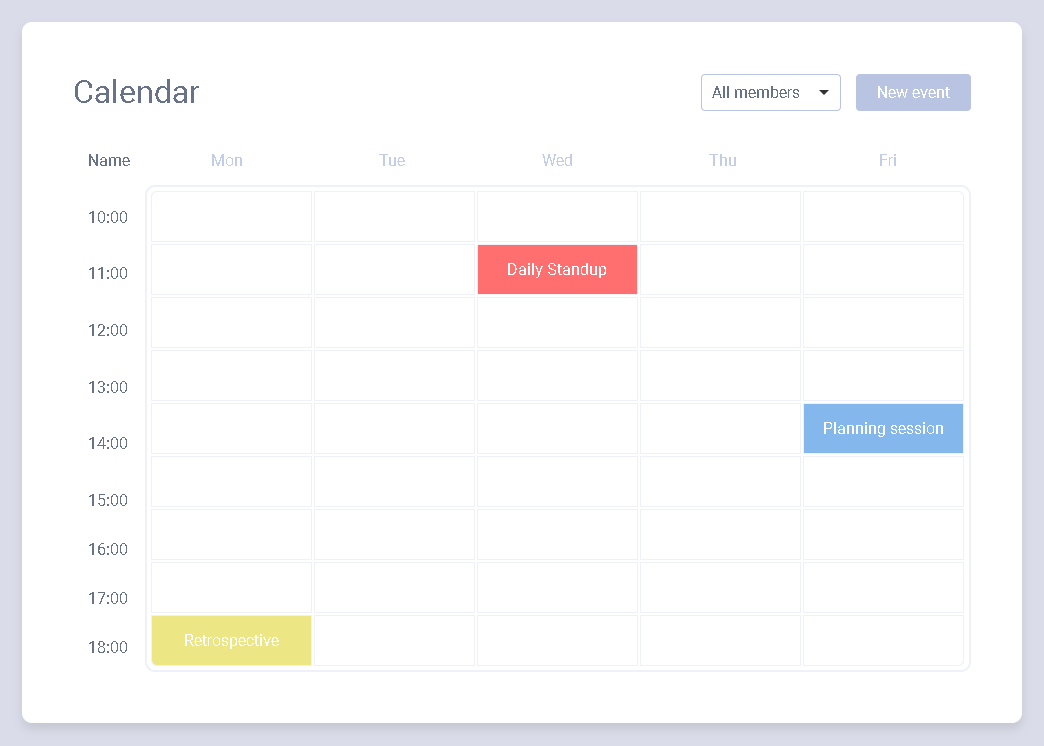 Calendar
All members
New event
Name Mon Tue Wed Thu Fri
10:00
11:00 Daily Standup
12:00
13:00
14:00 Planning session
15:00
16:00
17:00
18:00 Retrospective